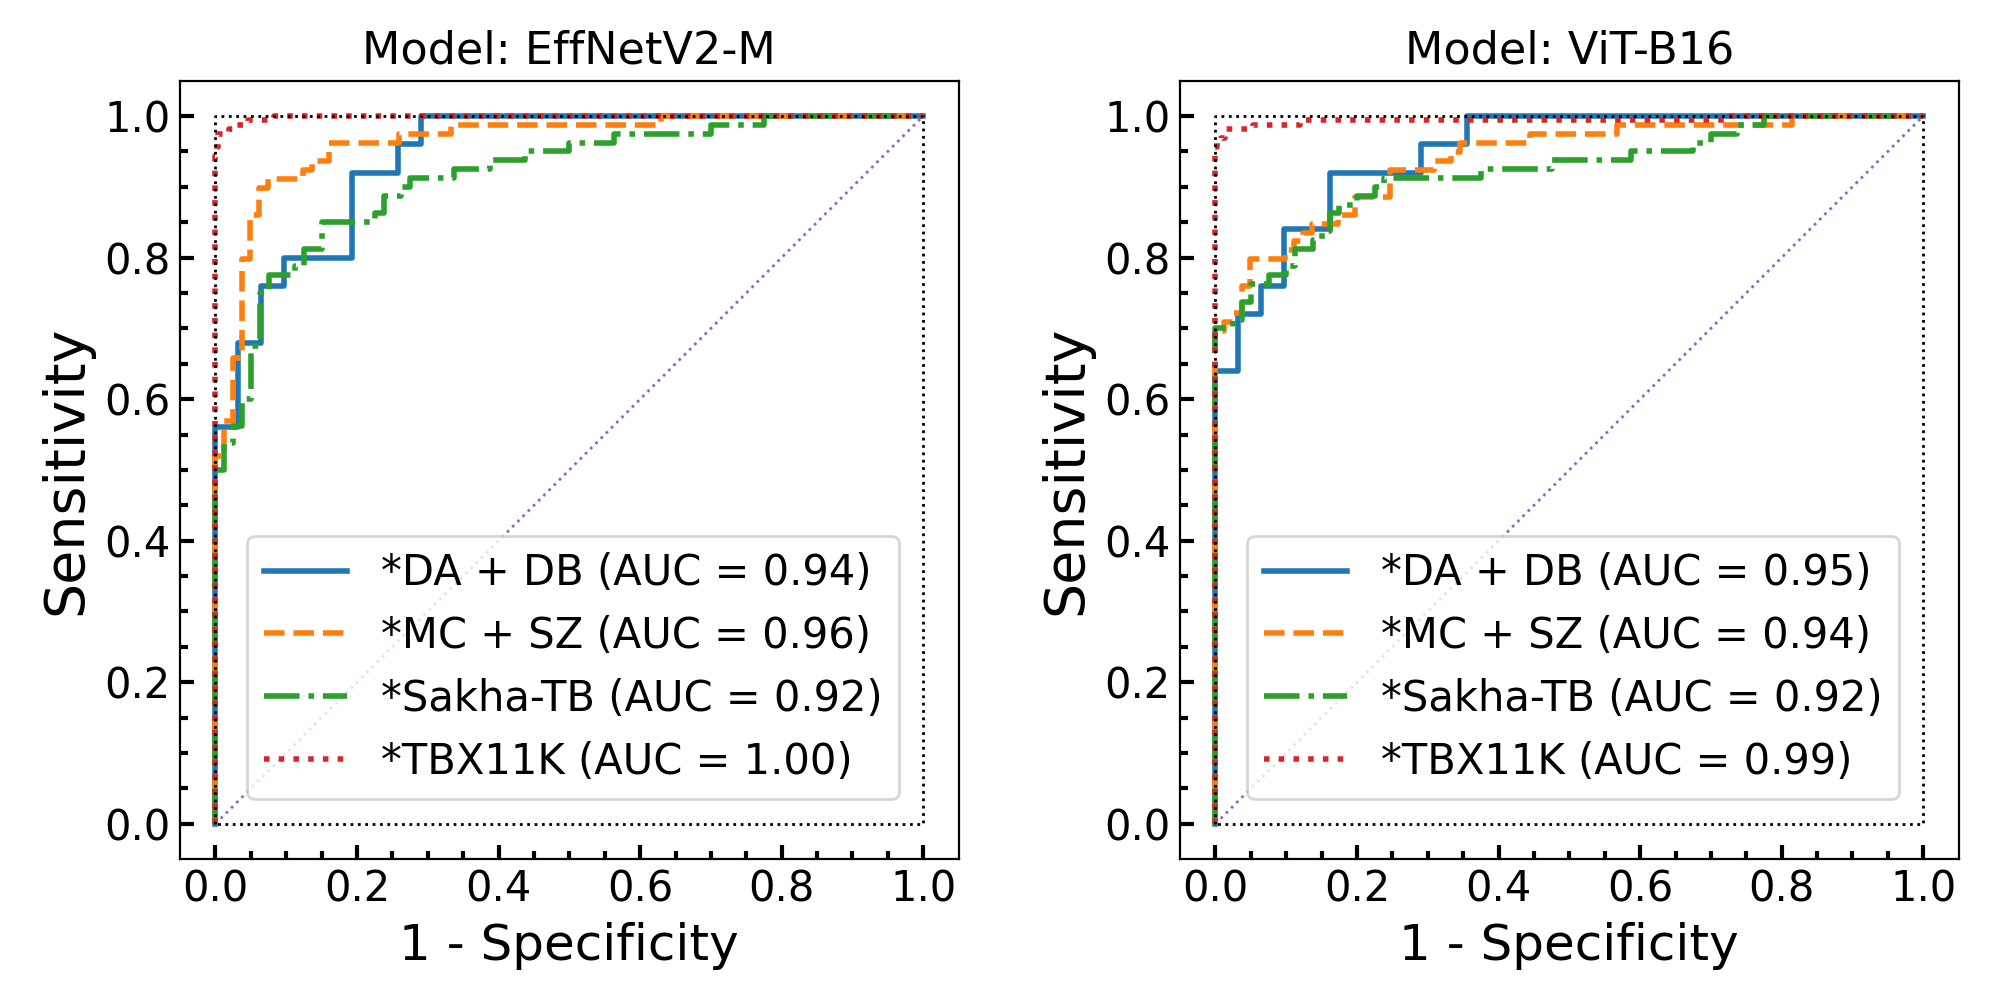 Model: EffNetV2-M
1.0
0.8
0.6
0.4
0.2
0.0
Sensitivity
*DA + DB (AUC = 0.94)
*MC + SZ (AUC = 0.96)
*Sakha-TB (AUC = 0.92)
*TBX11K (AUC = 1.00)
0.0 0.2 0.4 0.6 0.8 1.0
1 - Specificity
Model: ViT-B16
1.0
0.8
0.6
0.4
0.2
0.0
Sensitivity
*DA + DB (AUC = 0.95)
*MC + SZ (AUC = 0.94)
*Sakha-TB (AUC = 0.92)
*TBX11K (AUC = 0.99)
0.0 0.2 0.4 0.6 0.8 1.0
1 - Specificity